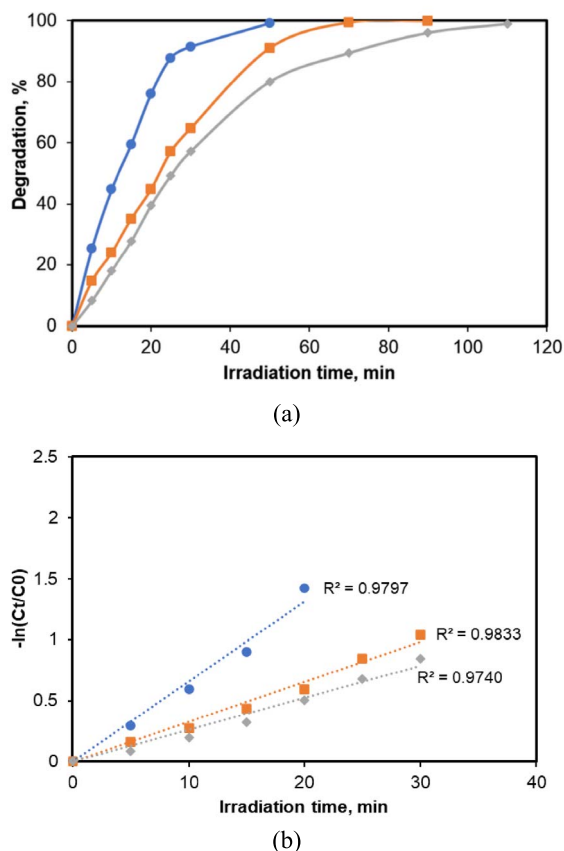 100
80
60
40
20
0
Degradation, %
0 20 40 60 80 100 120
Irradiation time, min
(a)
2.5
2
1.5
1
0.5
0
-ln(Ct/C0)
R² = 0.9797
R² = 0.9833
R² = 0.9740
0 10 20 30 40
Irradiation time, min
(b)